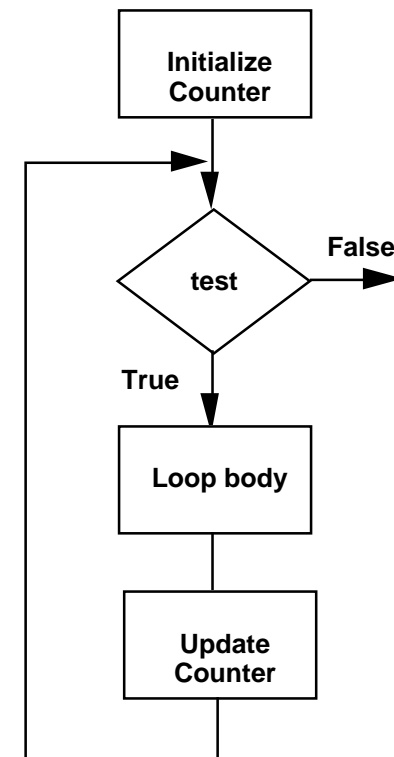 Initialize
Counter
False
test
True
Loop body
Update
Counter